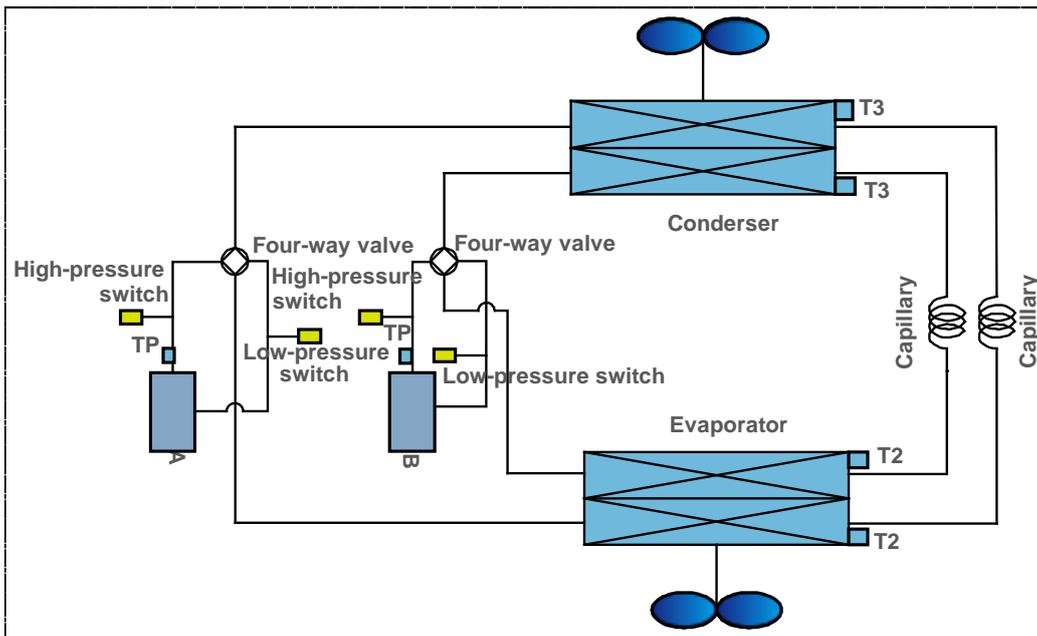 T3
T3
Conderser
Four-way valve
Four-way valve
High-pressure
switch
High-pressure
switch
TP
Low-pressure
switch
TP
Low-pressure switch
Capillary
Capillary
A
B
Evaporator
T2
T2